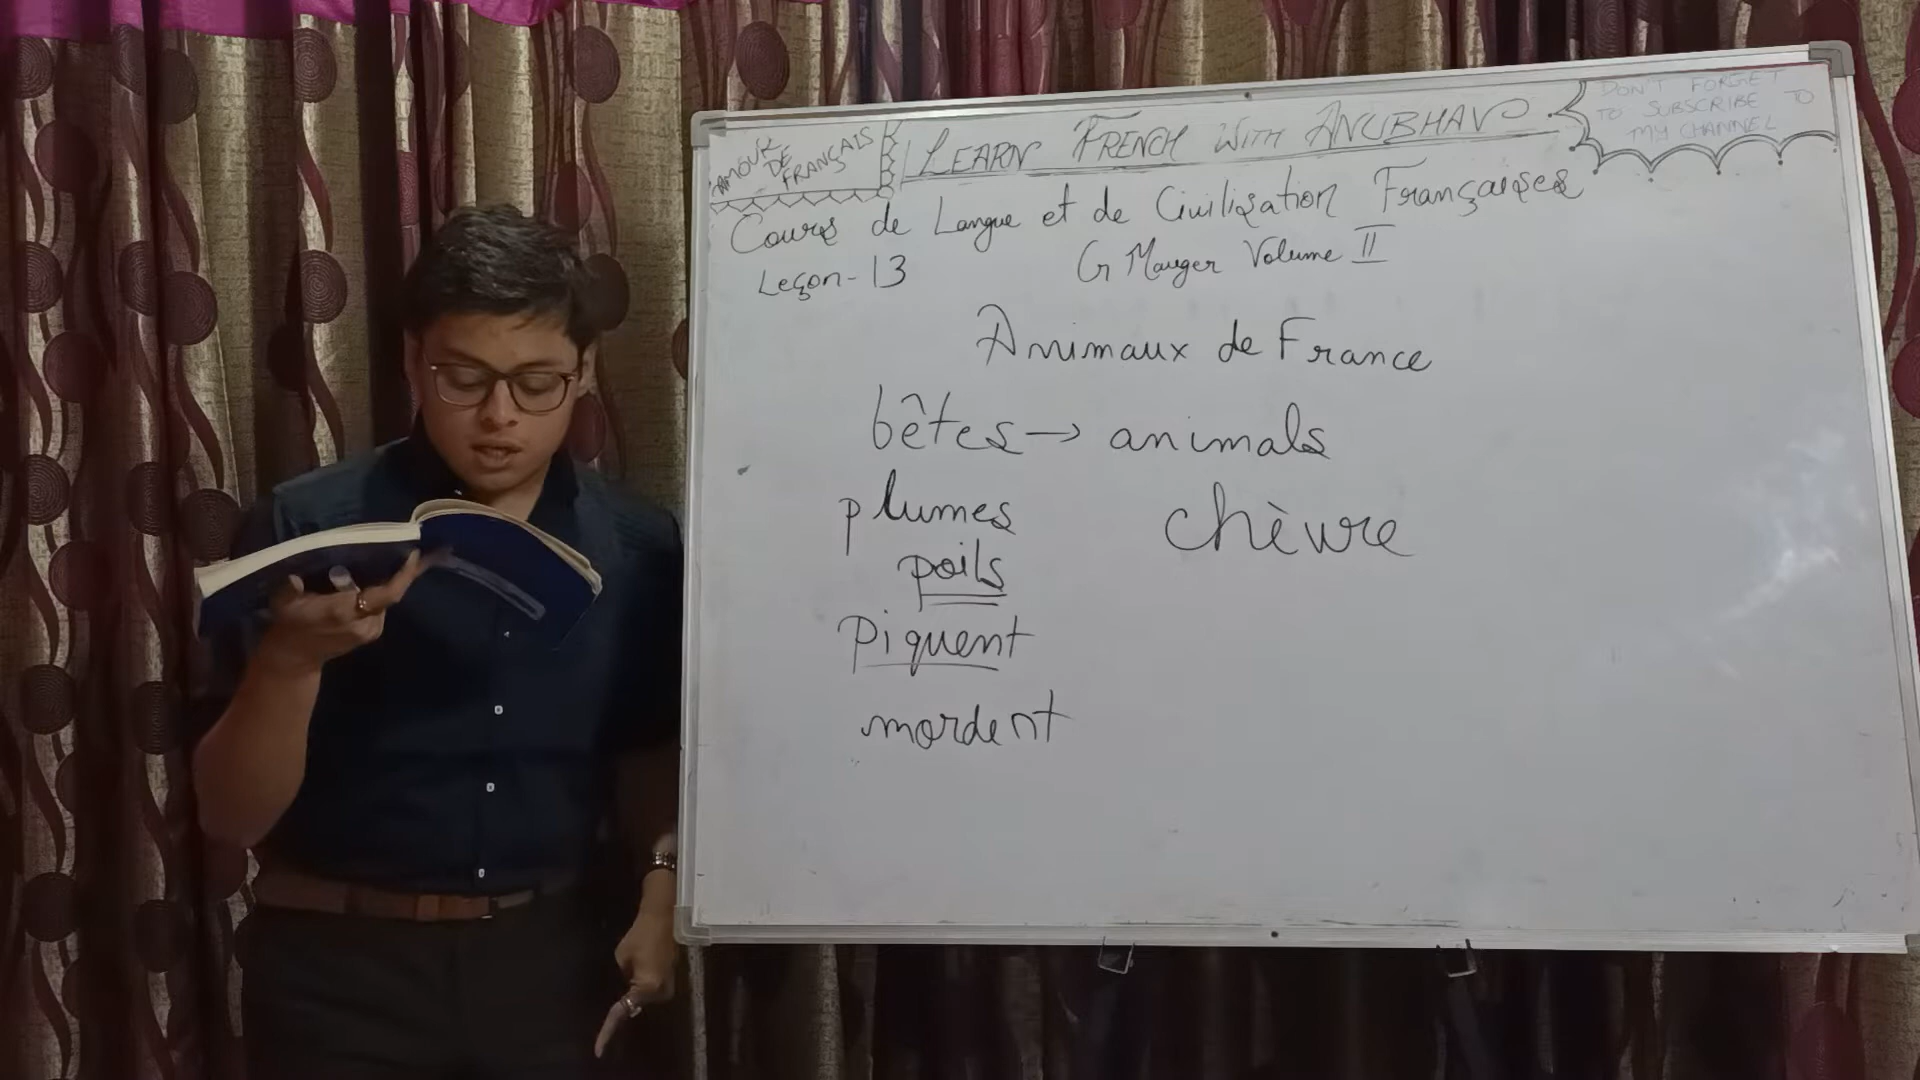 AMOUR
DE
FRANÇAIS
LEARN FRENCH WITH ANUBHAV
DON'T FORGET
TO SUBSCRIBE TO
MY CHANNEL
Cours de Langue et de Civilisation Françaises
Leçon-13
G Mauger Volume II
Animaux de France
bêtes → animals
plumes
chèvre
poils
Piquent
mordent